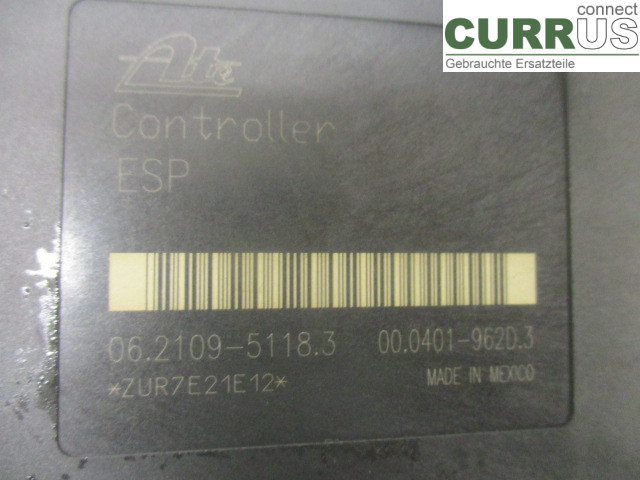 connect
CURRUS
Gebrauchte Ersatzteile
Ate
Controller
ESP
06.2109-5118.3 00.0401-962D.3
*ZUR7E21E12* MADE IN MEXICO